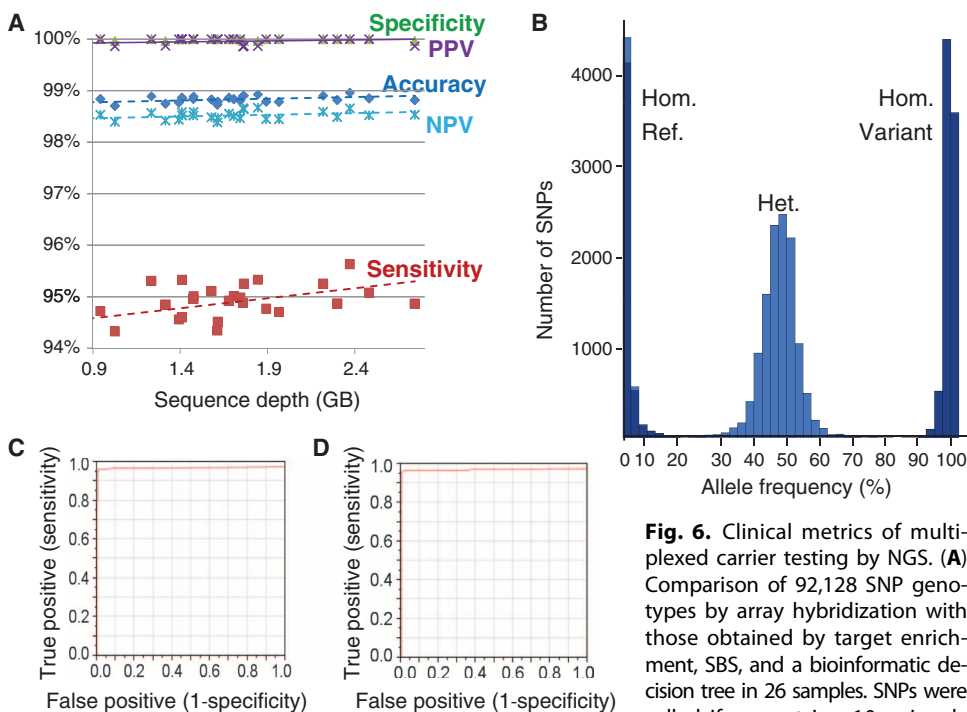 A
100%
99%
98%
97%
96%
95%
94%
0.9 1.4 1.9 2.4
Sequence depth (GB)
Specificity
PPV
Accuracy
NPV
Sensitivity
B
Number of SNPs
4000
3000
2000
1000
Hom.
Ref.
Het.
Hom.
Variant
0 10 20 30 40 50 60 70 80 90 100
Allele frequency (%)
C
True positive (sensitivity)
1.0
0.8
0.6
0.4
0.2
0.0
0.0 0.2 0.4 0.6 0.8 1.0
False positive (1-specificity)
D
True positive (sensitivity)
1.0
0.8
0.6
0.4
0.2
0.0
0.0 0.2 0.4 0.6 0.8 1.0
False positive (1-specificity)
Fig. 6. Clinical metrics of multi-
plexed carrier testing by NGS. (A)
Comparison of 92,128 SNP geno-
types by array hybridization with
those obtained by target enrich-
ment, SBS, and a bioinformatic de-
cision tree in 26 samples. SNPs were